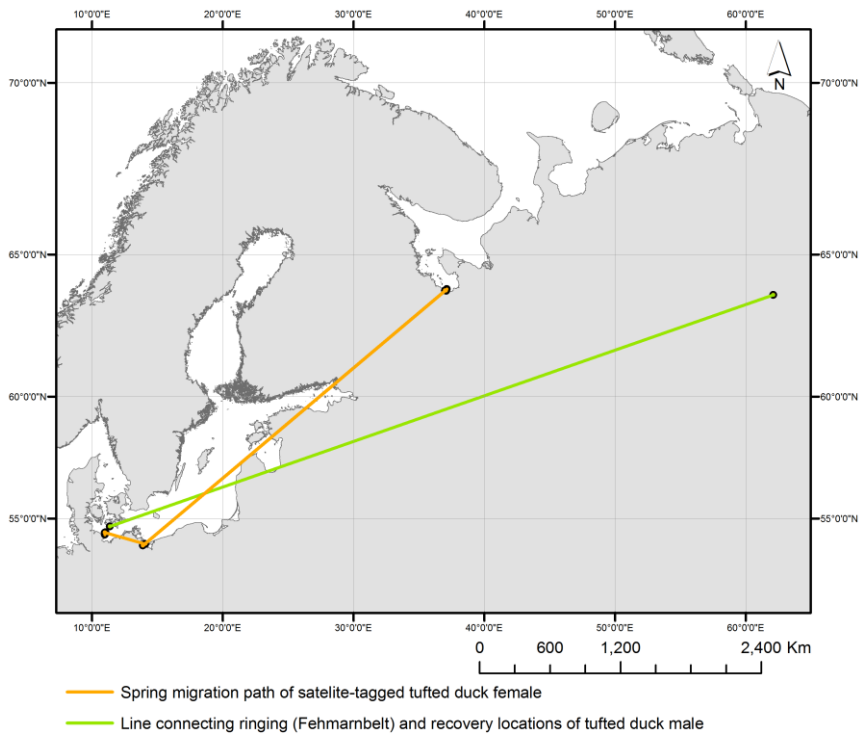 10°0'0"E 20°0'0"E 30°0'0"E 40°0'0"E 50°0'0"E 60°0'0"E
N
70°0'0"N 70°0'0"N
65°0'0"N 65°0'0"N
60°0'0"N 60°0'0"N
55°0'0"N 55°0'0"N
10°0'0"E 20°0'0"E 30°0'0"E 40°0'0"E 50°0'0"E 60°0'0"E
0 600 1,200 2,400 Km
Spring migration path of satelite-tagged tufted duck female
Line connecting ringing (Fehmarnbelt) and recovery locations of tufted duck male